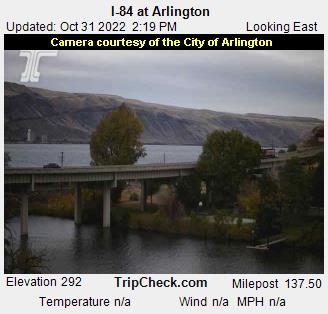 I-84 at Arlington
Updated: Oct 31 2022 2:19 PM Looking East
Camera courtesy of the City of Arlington
Elevation 292 TripCheck.com Milepost 137.50
Temperature n/a Wind n/a MPH n/a